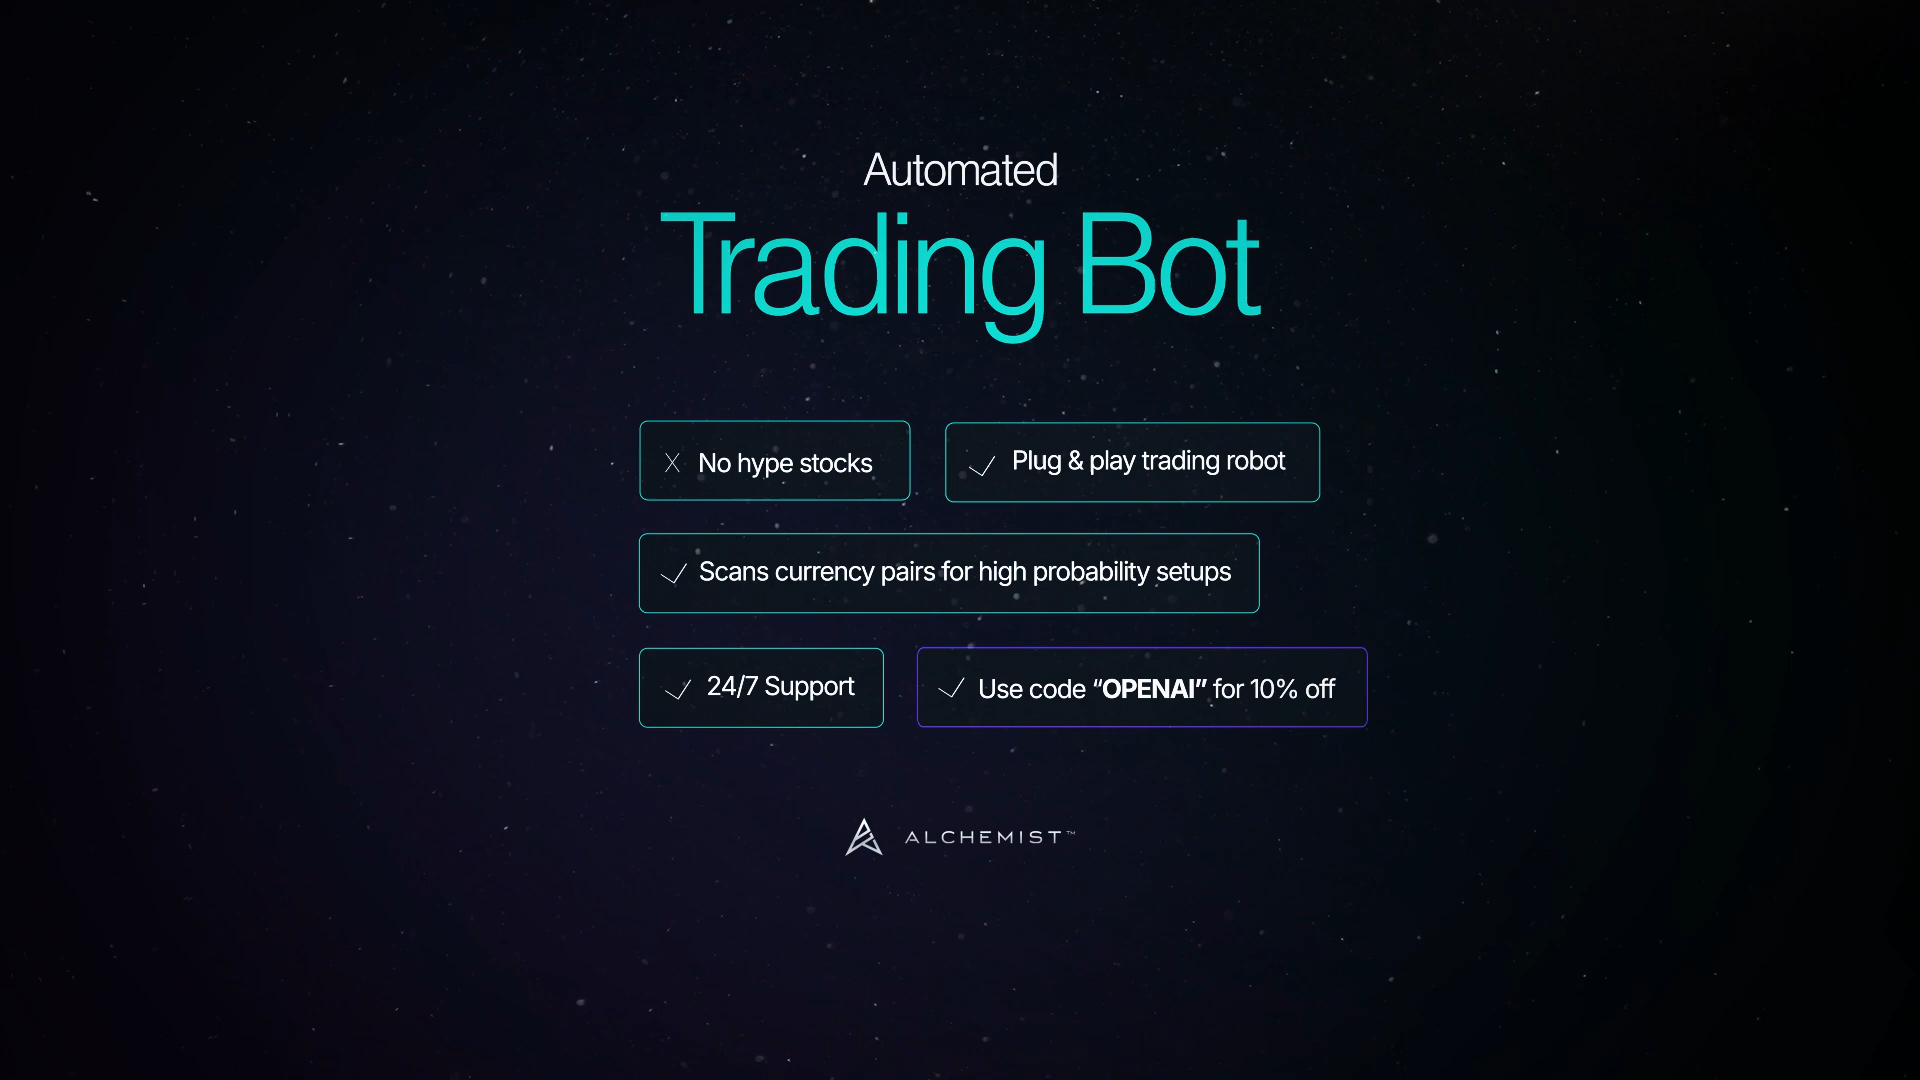 Automated
Trading Bot
No hype stocks
Plug & play trading robot
Scans currency pairs for high probability setups
24/7 Support
Use code “OPENAI” for 10% off
ALCHEMIST™